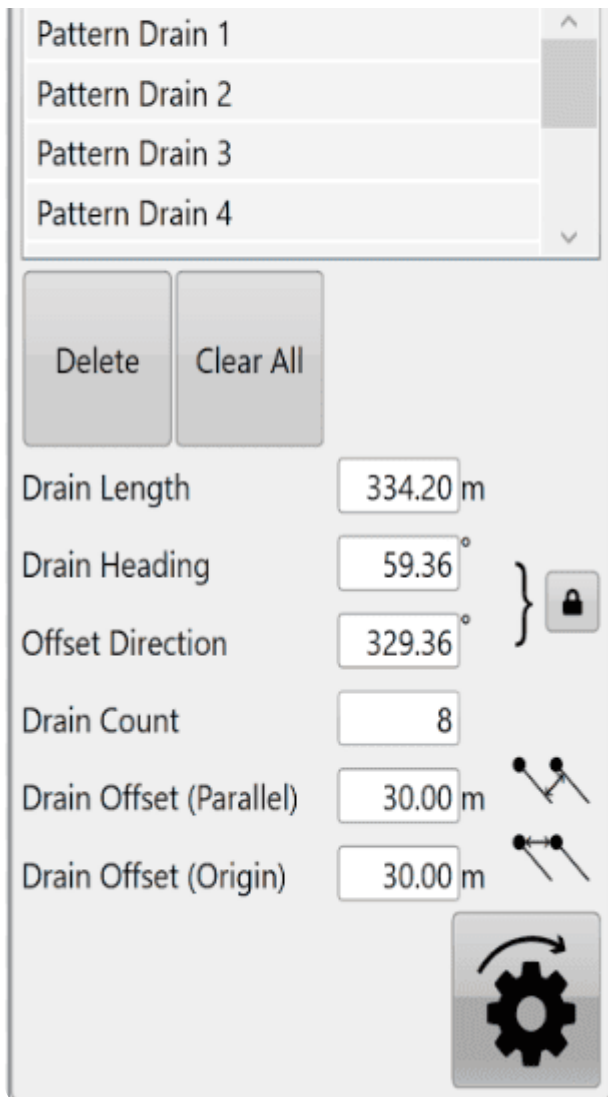 Pattern Drain 1
Pattern Drain 2
Pattern Drain 3
Pattern Drain 4
Delete Clear All
Drain Length 334.20 m
Drain Heading 59.36 °
Offset Direction 329.36 °
Drain Count 8
Drain Offset (Parallel) 30.00 m
Drain Offset (Origin) 30.00 m